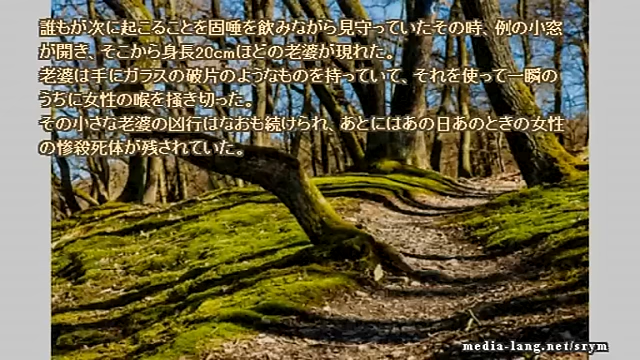 誰もが次に起こることを固唾を飲みながら見守っていたその時、例の小窓
が開き、そこから身長20cmほどの老婆が現れた。
老婆は手にガラスの破片のようなものを持っていて、それを使って一瞬の
うちに女性の喉を掻き切った。
その小さな老婆の凶行はなおも続けられ、あとにはあの日あのときの女性
の惨殺死体が残されていた。
media-lang.net/srym